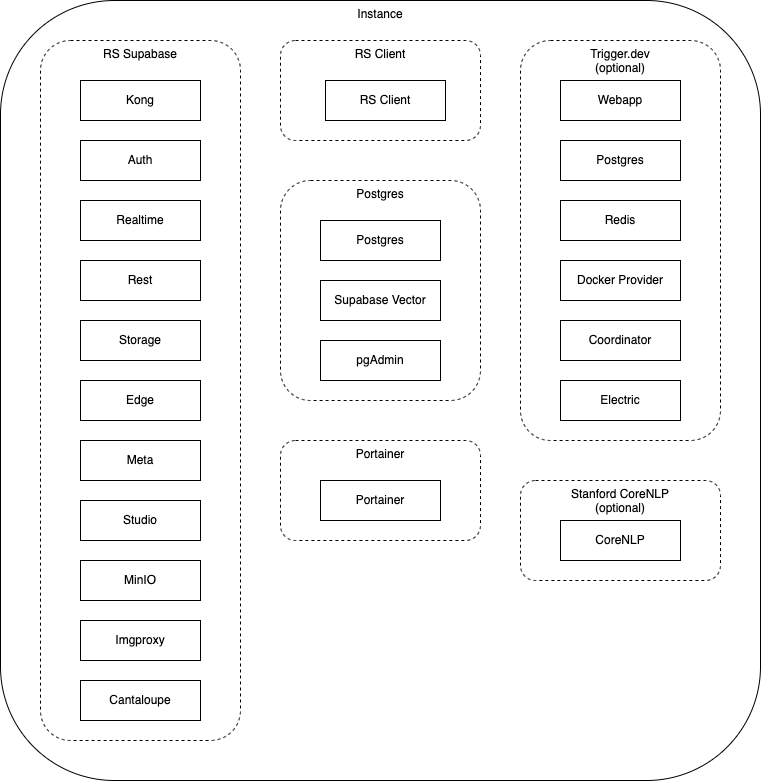 Instance
RS Supabase
Kong
Auth
Realtime
Rest
Storage
Edge
Meta
Studio
MinIO
Imgproxy
Cantaloupe
RS Client
RS Client
Postgres
Postgres
Supabase Vector
pgAdmin
Portainer
Portainer
Trigger.dev
(optional)
Webapp
Postgres
Redis
Docker Provider
Coordinator
Electric
Stanford CoreNLP
(optional)
CoreNLP